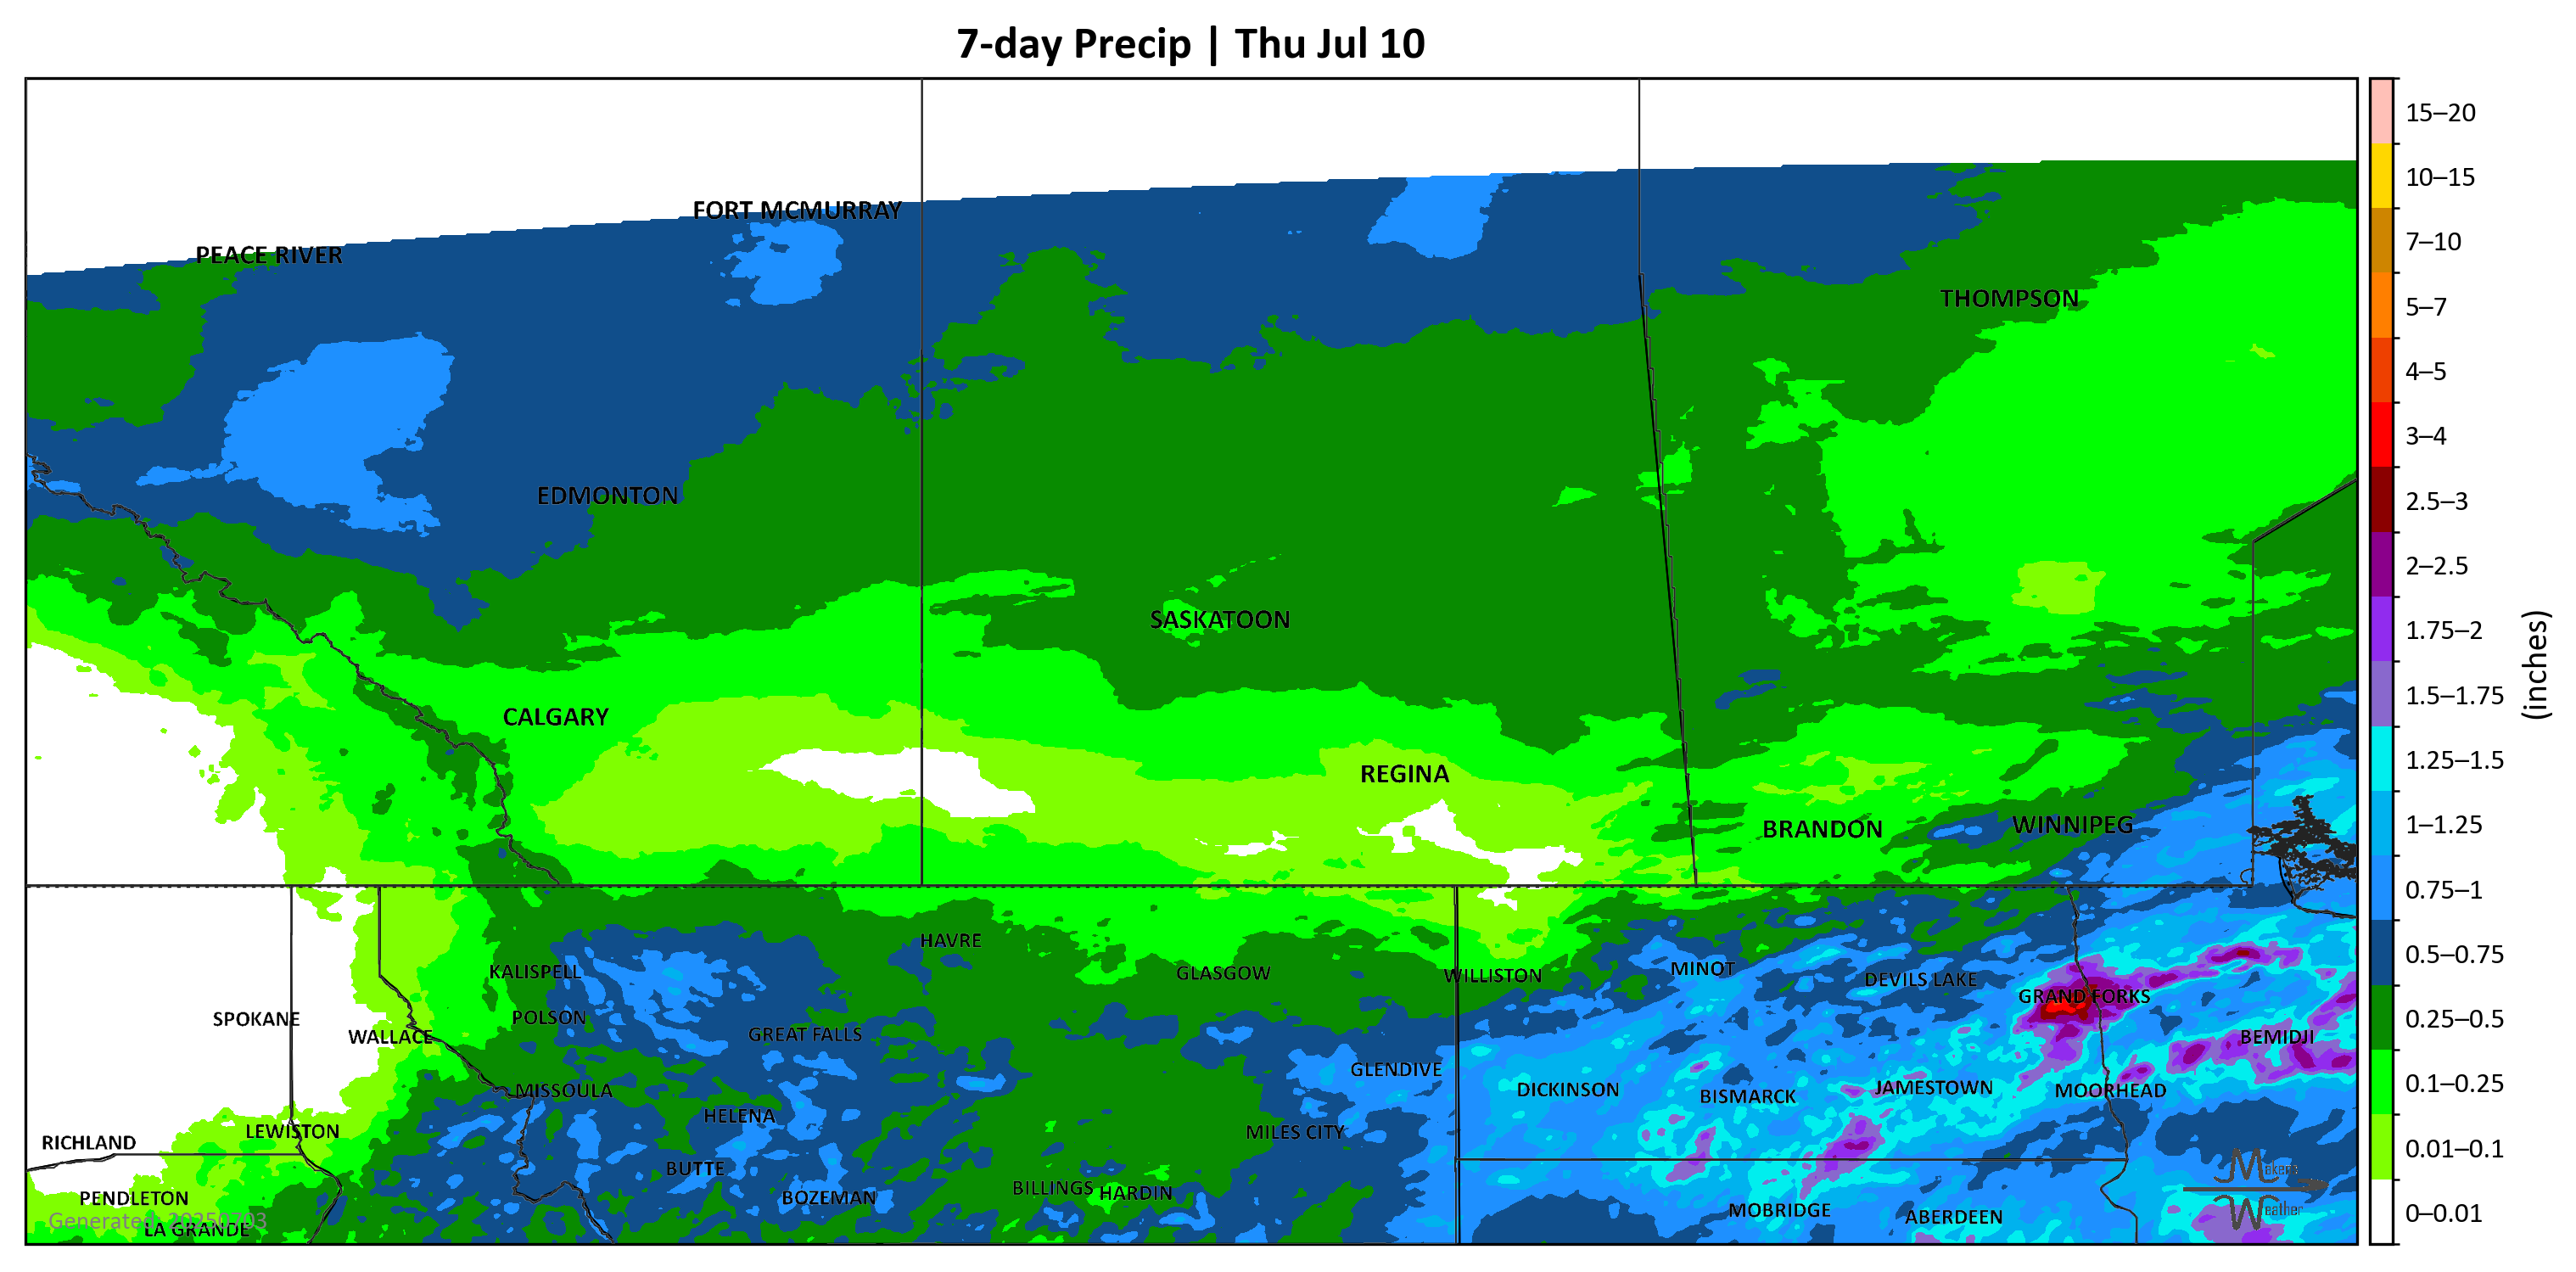 7-day Precip | Thu Jul 10
FORT MCMURRAY
PEACE RIVER
THOMPSON
EDMONTON
SASKATOON
CALGARY
REGINA
BRANDON
WINNIPEG
HAVRE
KALISPELL
GLASGOW
WILLISTON
MINOT
DEVILS LAKE
GRAND FORKS
SPOKANE
POLSON
WALLACE
GREAT FALLS
BEMIDJI
GLENDIVE
MISSOULA
DICKINSON
BISMARCK
JAMESTOWN
MOORHEAD
HELENA
LEWISTON
MILES CITY
RICHLAND
BUTTE
BILLINGS
HARDIN
PENDLETON
BOZEMAN
MOBRIDGE
ABERDEEN
Generated: 20250703
LA GRANDE
Makens
Weather
15–20
10–15
7–10
5–7
4–5
3–4
2.5–3
2–2.5
1.75–2
1.5–1.75
1.25–1.5
1–1.25
0.75–1
0.5–0.75
0.25–0.5
0.1–0.25
0.01–0.1
0–0.01
(inches)